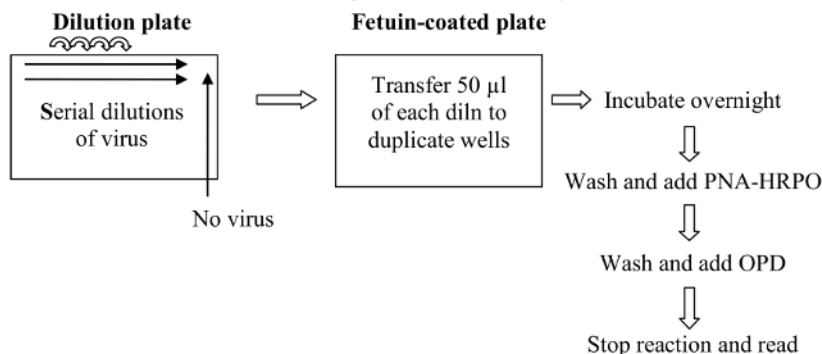 Dilution plate
Serial dilutions
of virus
No virus
Fetuin-coated plate
Transfer 50 µl
of each diln to
duplicate wells
Incubate overnight
Wash and add PNA-HRPO
Wash and add OPD
Stop reaction and read